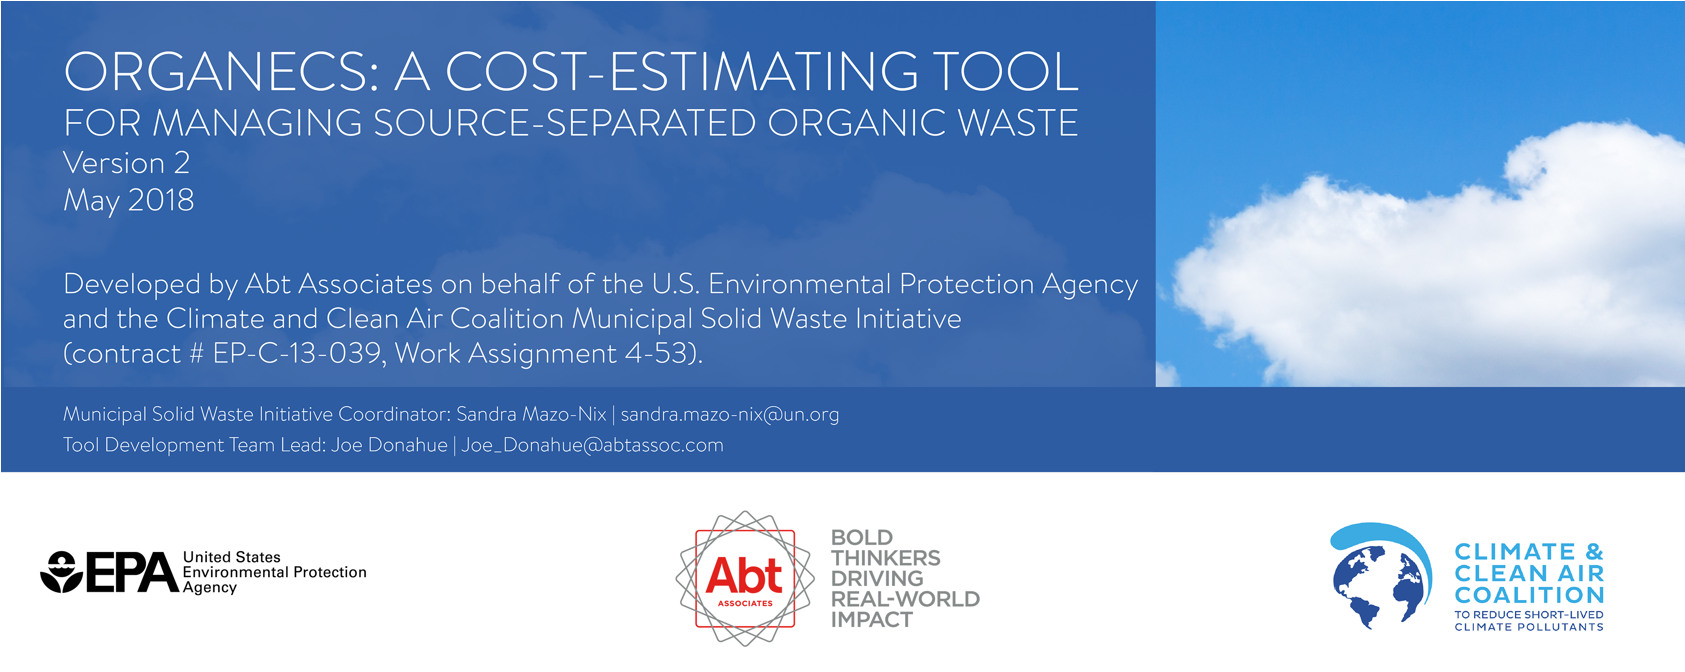 ORGANECS: A COST-ESTIMATING TOOL
FOR MANAGING SOURCE-SEPARATED ORGANIC WASTE
Version 2
May 2018
Developed by Abt Associates on behalf of the U.S. Environmental Protection Agency
and the Climate and Clean Air Coalition Municipal Solid Waste Initiative
(contract # EP-C-13-039, Work Assignment 4-53).
Municipal Solid Waste Initiative Coordinator: Sandra Mazo-Nix | sandra.mazo-nix@un.org
Tool Development Team Lead: Joe Donahue | Joe_Donahue@abtassoc.com
EPA
United States
Environmental Protection
Agency
Abt
ASSOCIATES
BOLD
THINKERS
DRIVING
REAL-WORLD
IMPACT
CLIMATE &
CLEAN AIR
COALITION
TO REDUCE SHORT-LIVED
CLIMATE POLLUTANTS